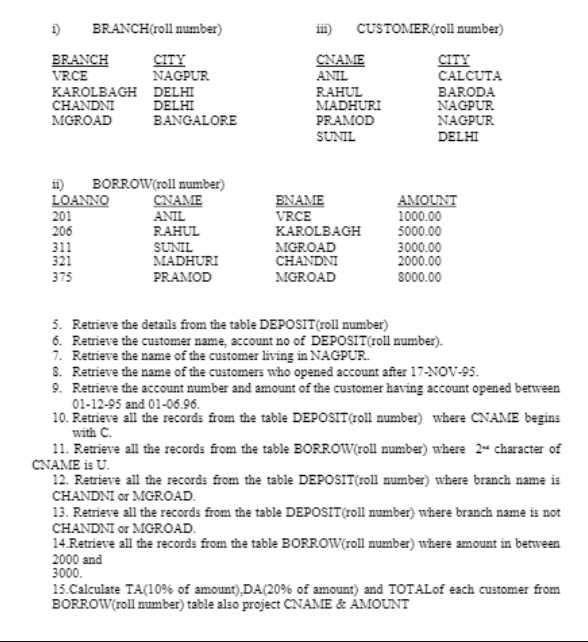 i) BRANCH(roll number) iii) CUSTOMER(roll number)
BRANCH CITY CNAME CITY
VRCE NAGPUR ANIL CALCUTA
KAROLBAGH DELHI RAHUL BARODA
CHANDNI DELHI MADHURI NAGPUR
MGROAD BANGALORE PRAMOD NAGPUR
SUNIL DELHI
ii) BORROW(roll number)
LOANNO CNAME BNAME AMOUNT
201 ANIL VRCE 1000.00
206 RAHUL KAROLBAGH 5000.00
311 SUNIL MGROAD 3000.00
321 MADHURI CHANDNI 2000.00
375 PRAMOD MGROAD 8000.00
5. Retrieve the details from the table DEPOSIT(roll number)
6. Retrieve the customer name, account no of DEPOSIT(roll number).
7. Retrieve the name of the customer living in NAGPUR.
8. Retrieve the name of the customers who opened account after 17-NOV-95.
9. Retrieve the account number and amount of the customer having account opened between
01-12-95 and 01-06.96.
10. Retrieve all the records from the table DEPOSIT(roll number) where CNAME begins
with C.
11. Retrieve all the records from the table BORROW(roll number) where 2ⁿᵈ character of
CNAME is U.
12. Retrieve all the records from the table DEPOSIT(roll number) where branch name is
CHANDNI or MGROAD.
13. Retrieve all the records from the table DEPOSIT(roll number) where branch name is not
CHANDNI or MGROAD.
14.Retrieve all the records from the table BORROW(roll number) where amount in between
2000 and
3000.
15.Calculate TA(10% of amount),DA(20% of amount) and TOTALof each customer from
BORROW(roll number) table also project CNAME & AMOUNT